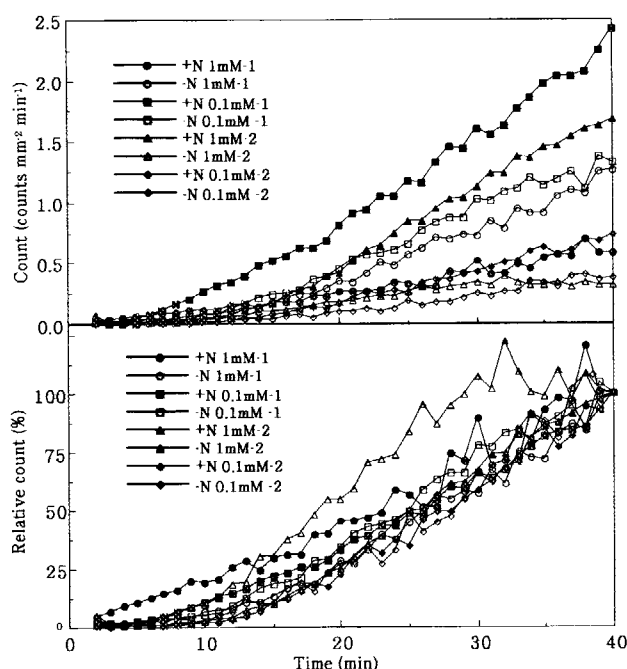 2.5
2.0
1.5
1.0
0.5
0.0
Count (counts mm⁻² min⁻¹)
+N 1mM-1
-N 1mM-1
+N 0.1mM-1
-N 0.1mM -1
+N 1mM-2
-N 1mM-2
+N 0.1mM-2
-N 0.1mM -2
100
75
50
25
0
Relative count (%)
+N 1mM-1
-N 1mM-1
+N 0.1mM-1
-N 0.1mM-1
+N 1mM-2
-N 1mM-2
+N 0.1mM-2
-N 0.1mM -2
0 10 20 30 40
Time (min)